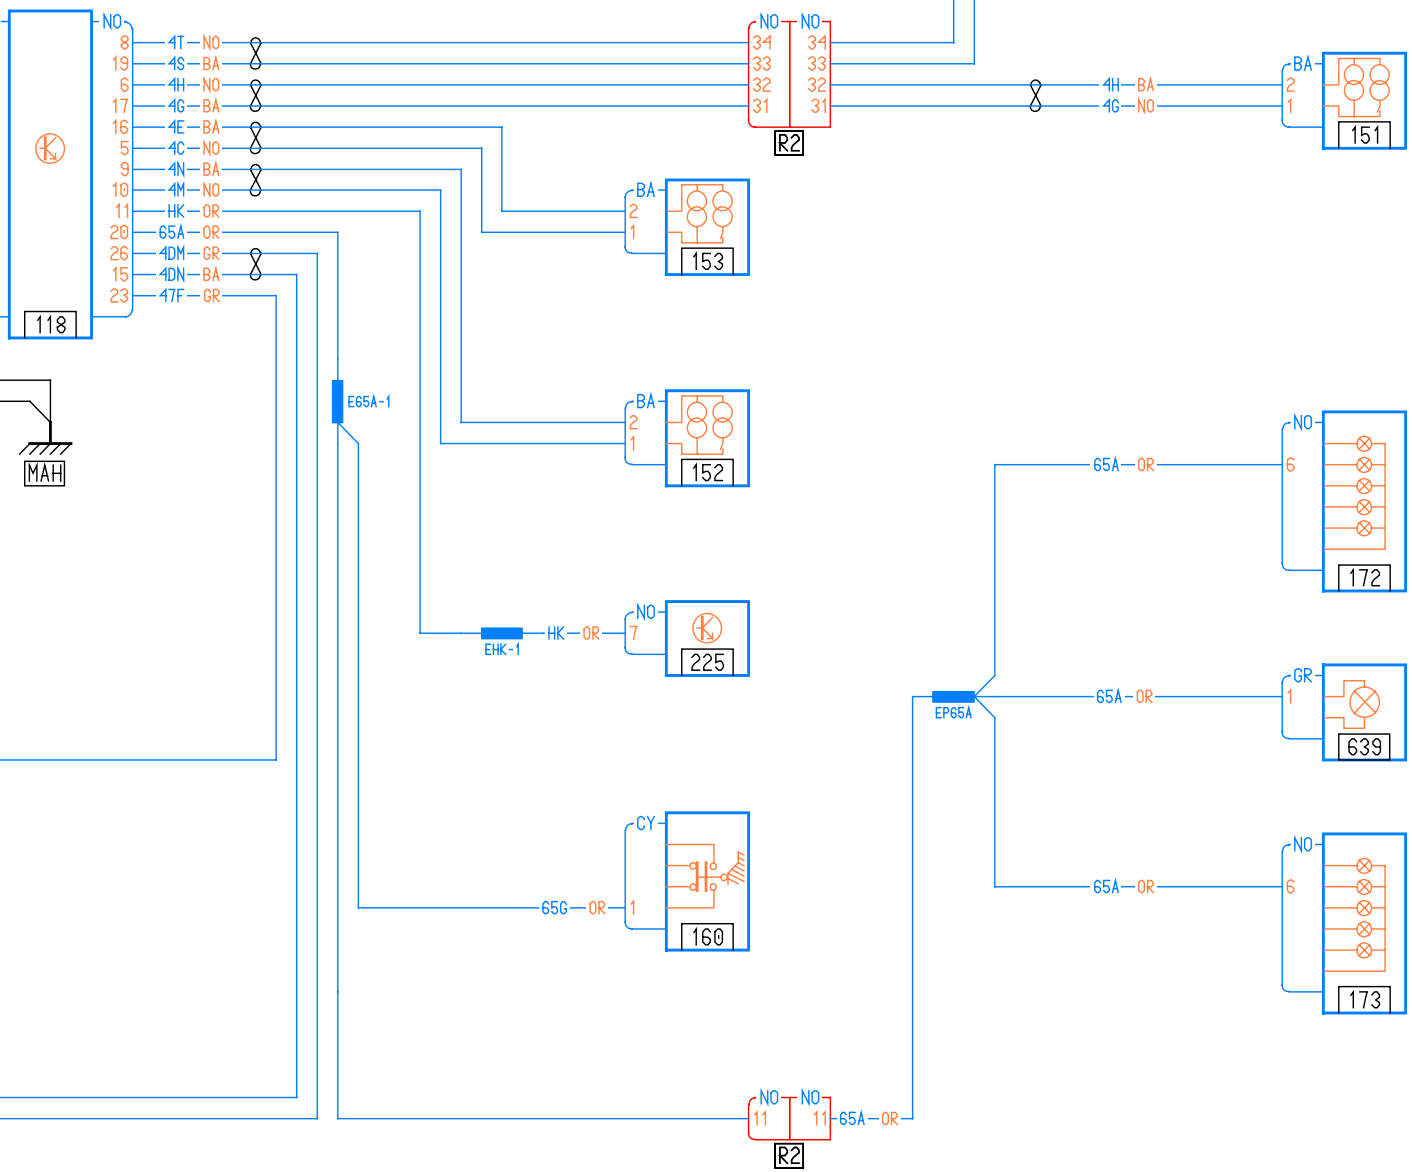 NO
8 4T NO
19 4S BA
6 4H NO
17 4G BA
16 4E BA
5 4C NO
9 4N BA
10 4M NO
11 HK OR
20 65A OR
26 4DM GR
15 4DN BA
23 47F GR
118
NO NO
34 34
33 33
32 32
31 31
R2
4H BA
4G NO
BA
2
1
151
BA
2
1
153
MAH
E65A-1
BA
2
1
152
EHK-1
HK OR
NO
7
225
65A OR
NO
6
172
EP65A
65A OR
GR
1
639
65G OR
CY
1
160
65A OR
NO
6
173
NO NO
11 11
R2
65A OR